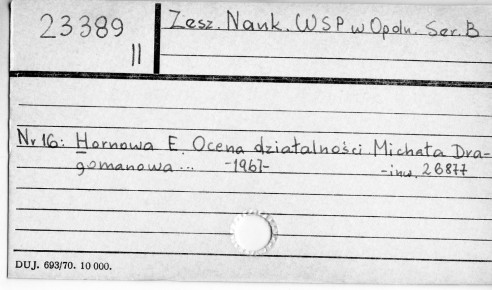 23389
II
Zesz. Nauk. WSP w Opolu. Ser. B
Nr 16: Hornowa E. Ocena działalności Michała Dra-
gomanowa... -1967- -inw. 26877
DUJ. 693/70. 10 000.